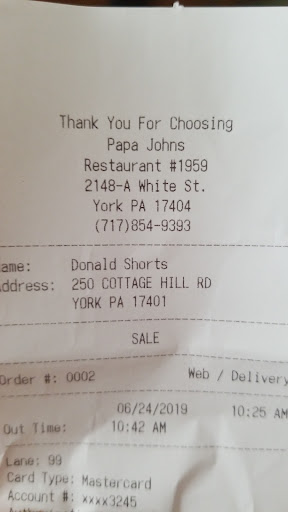 Thank You For Choosing
Papa Johns
Restaurant #1959
2148-A White St.
York PA 17404
(717)854-9393
ame: Donald Shorts
ddress: 250 COTTAGE HILL RD
YORK PA 17401
SALE
Order #: 0002 Web / Delivery
06/24/2019 10:25 AM
Out Time: 10:42 AM
Lane: 99
Card Type: Mastercard
Account #: xxxx3245